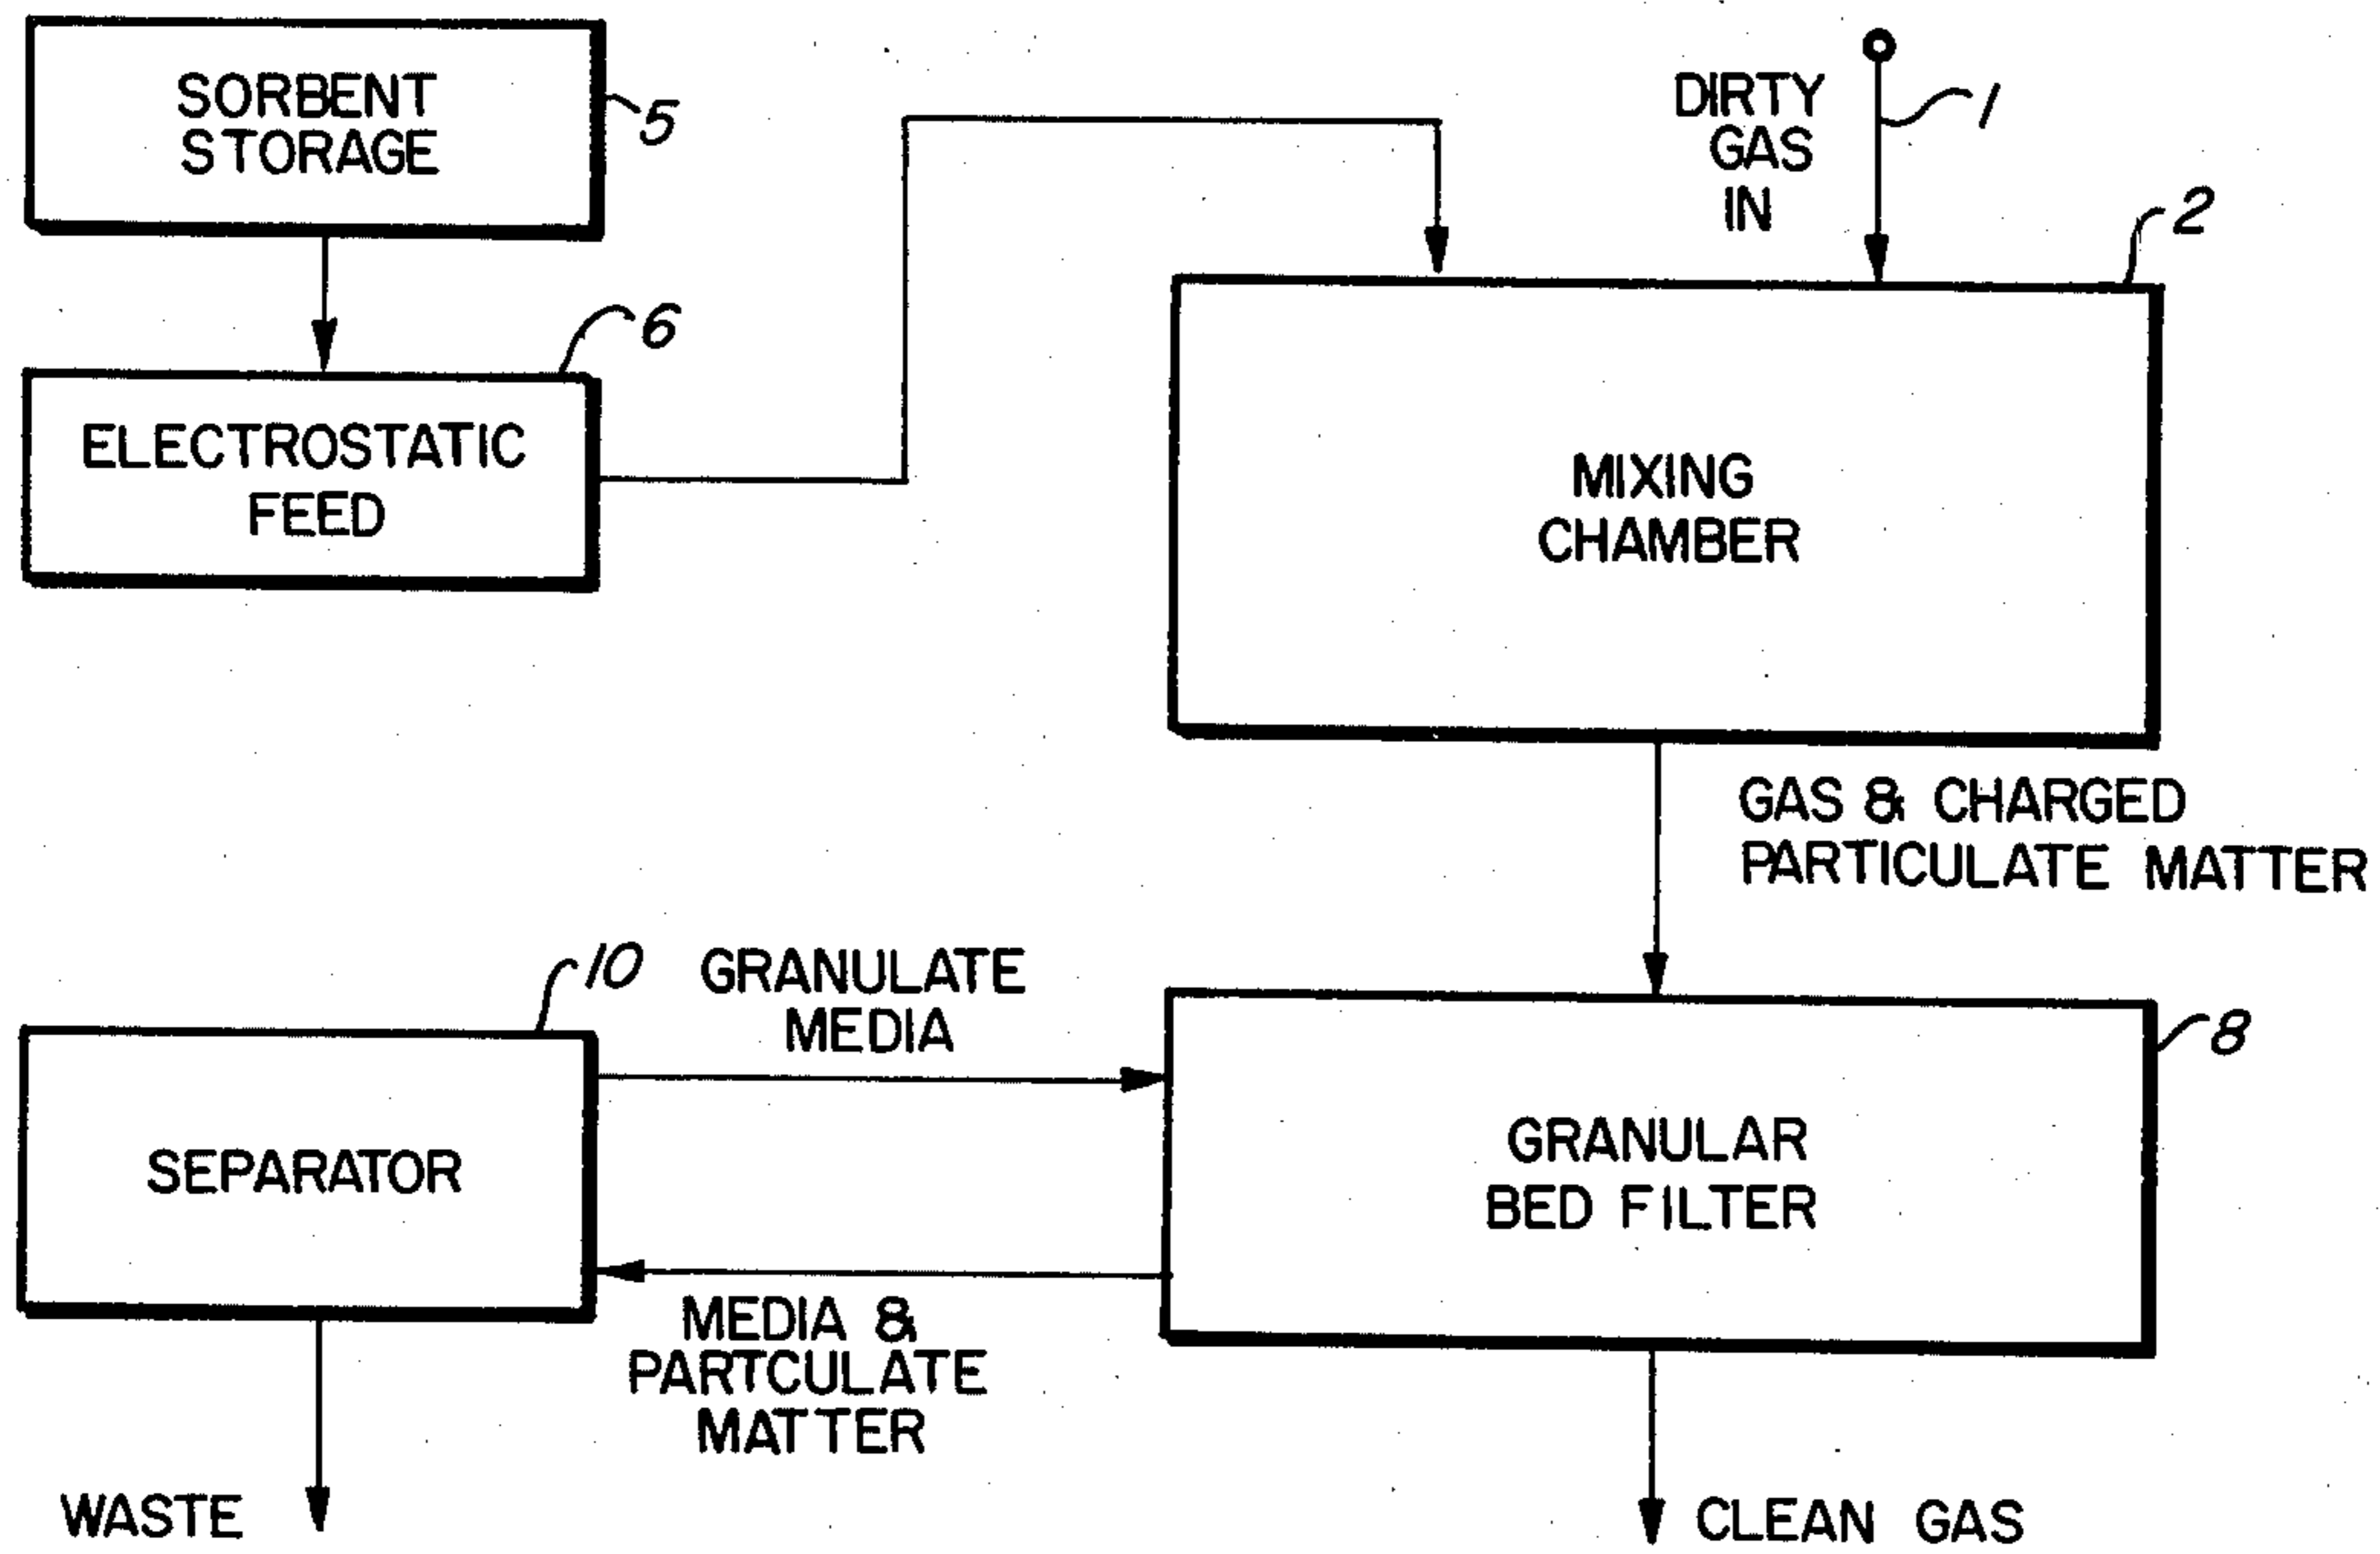 SORBENT
STORAGE
5
DIRTY
GAS
IN
1
2
6
ELECTROSTATIC
FEED
MIXING
CHAMBER
GAS & CHARGED
PARTICULATE MATTER
10
GRANULATE
MEDIA
8
SEPARATOR
GRANULAR
BED FILTER
MEDIA &
PARTCULATE
MATTER
WASTE
CLEAN GAS